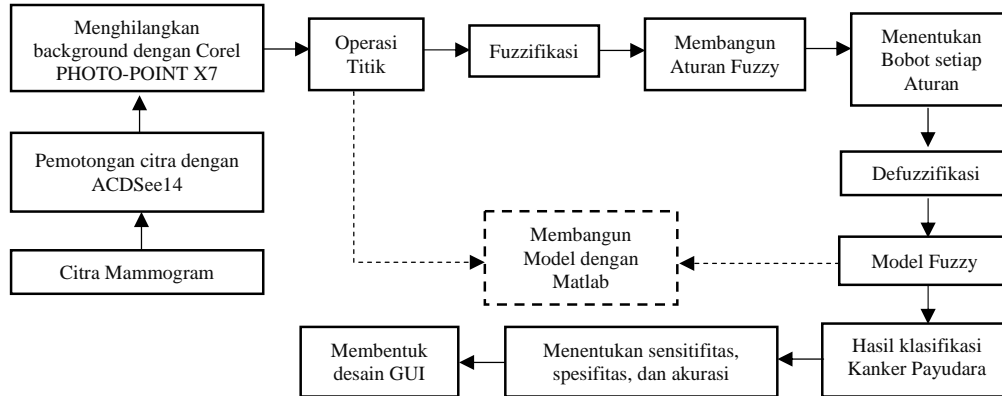 Menghilangkan
background dengan Corel
PHOTO-POINT X7
Operasi
Titik
Fuzzifikasi
Membangun
Aturan Fuzzy
Menentukan
Bobot setiap
Aturan
Pemotongan citra dengan
ACDSee14
Defuzzifikasi
Citra Mammogram
Membangun
Model dengan
Matlab
Model Fuzzy
Membentuk
desain GUI
Menentukan sensitifitas,
spesifitas, dan akurasi
Hasil klasifikasi
Kanker Payudara